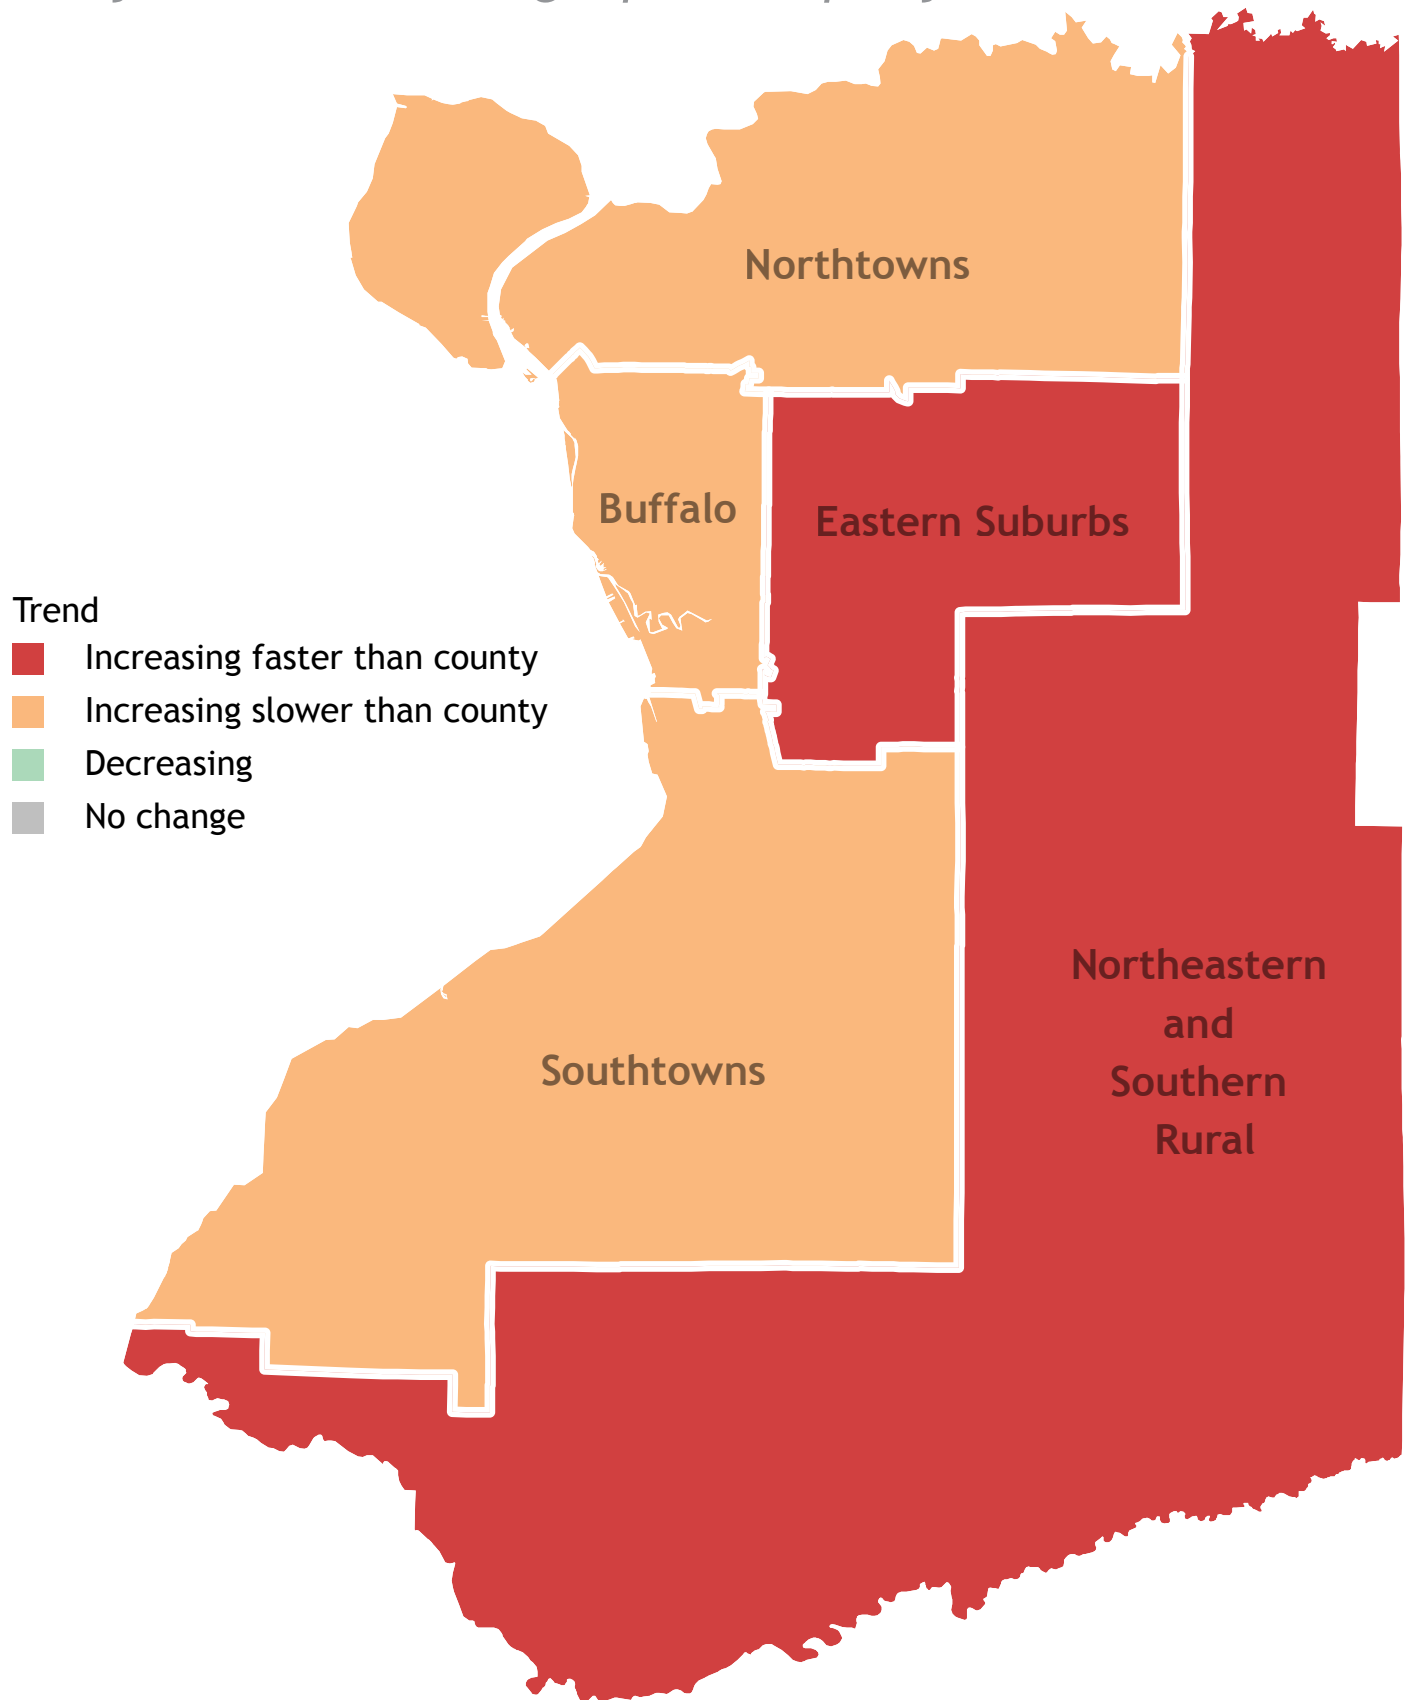 Northtowns
Buffalo
Eastern Suburbs
Trend
Increasing faster than county
Increasing slower than county
Decreasing
No change
Northeastern
and
Southern
Rural
Southtowns